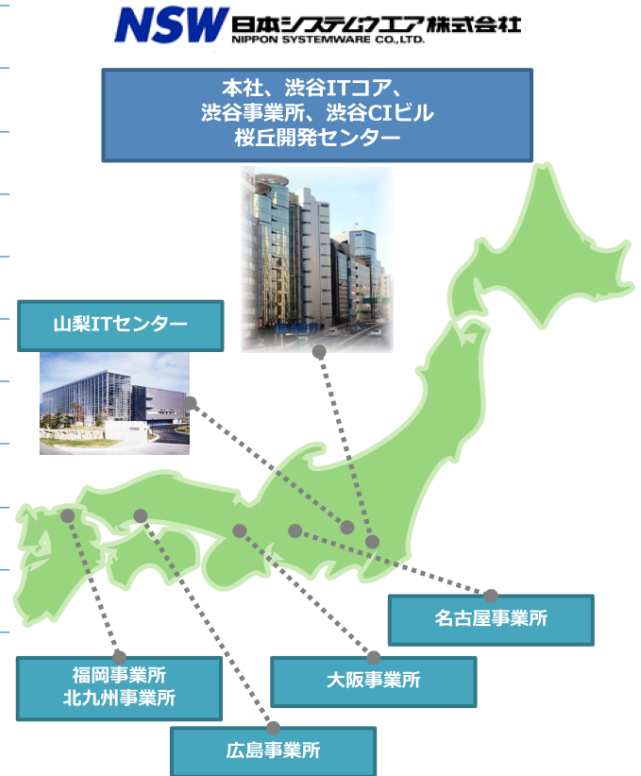 NSW 日本システムウエア株式会社
NIPPON SYSTEMWARE CO.,LTD.
本社、渋谷ITコア、
渋谷事業所、渋谷CIビル
桜丘開発センター
山梨ITセンター
名古屋事業所
福岡事業所
北九州事業所
大阪事業所
広島事業所